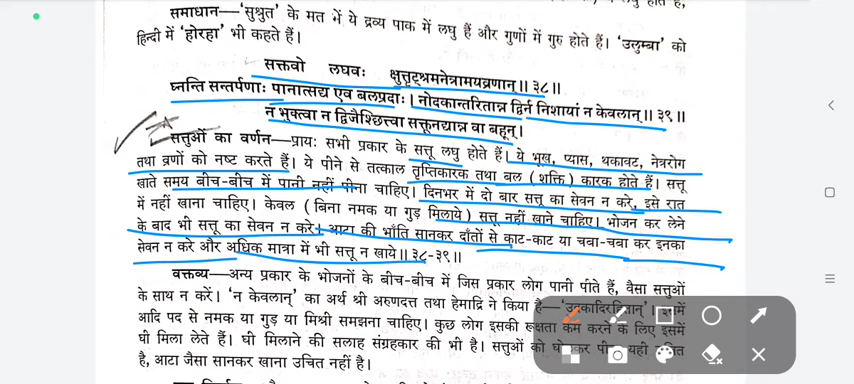 समाधान—'सुश्रुत' के मत में ये द्रव्य पाक में लघु हैं और गुणों में गुरु होते हैं। 'उलुम्बा' को
हिन्दी में 'होरहा' भी कहते हैं।
सक्तवो लघवः क्षुत्तृट्श्रमनेत्रामयव्रणान्॥३८॥
घ्नन्ति सन्तर्पणाः पानात्सद्य एव बलप्रदाः। नोदकान्तरितान्न द्विर्न निशायां न केवलान्॥३९॥
न भुक्त्वा न द्विजैश्छित्त्वा सक्तूनद्यान्न वा बहून्।
सत्तुओं का वर्णन—प्रायः सभी प्रकार के सत्तू लघु होते हैं। ये भूख, प्यास, थकावट, नेत्ररोग
तथा व्रणों को नष्ट करते हैं। ये पीने से तत्काल तृप्तिकारक तथा बल (शक्ति) कारक होते हैं। सत्तू
खाते समय बीच-बीच में पानी नहीं पीना चाहिए। दिनभर में दो बार सत्तू का सेवन न करे, इसे रात
में नहीं खाना चाहिए। केवल (बिना नमक या गुड़ मिलाये) सत्तू नहीं खाने चाहिए। भोजन कर लेने
के बाद भी सत्तू का सेवन न करे। आटा की भाँति सानकर दाँतों से काट-काट या चबा-चबा कर इनका
सेवन न करे और अधिक मात्रा में भी सत्तू न खाये॥३८-३९॥
वक्तव्य—अन्य प्रकार के भोजनों के बीच-बीच में जिस प्रकार लोग पानी पीते हैं, वैसा सत्तुओं
के साथ न करें। 'न केवलान्' का अर्थ श्री अरुणदत्त तथा हेमाद्रि ने किया है—
आदि पद से नमक या गुड़ या मिश्री समझना चाहिए। कुछ लोग इसकी रूक्षता कम करने के लिए इसमें
घी मिला लेते हैं। घी मिलाने की सलाह संग्रहकार की भी है। सत्तुओं को
है, आटा जैसा सानकर खाना उचित नहीं है।